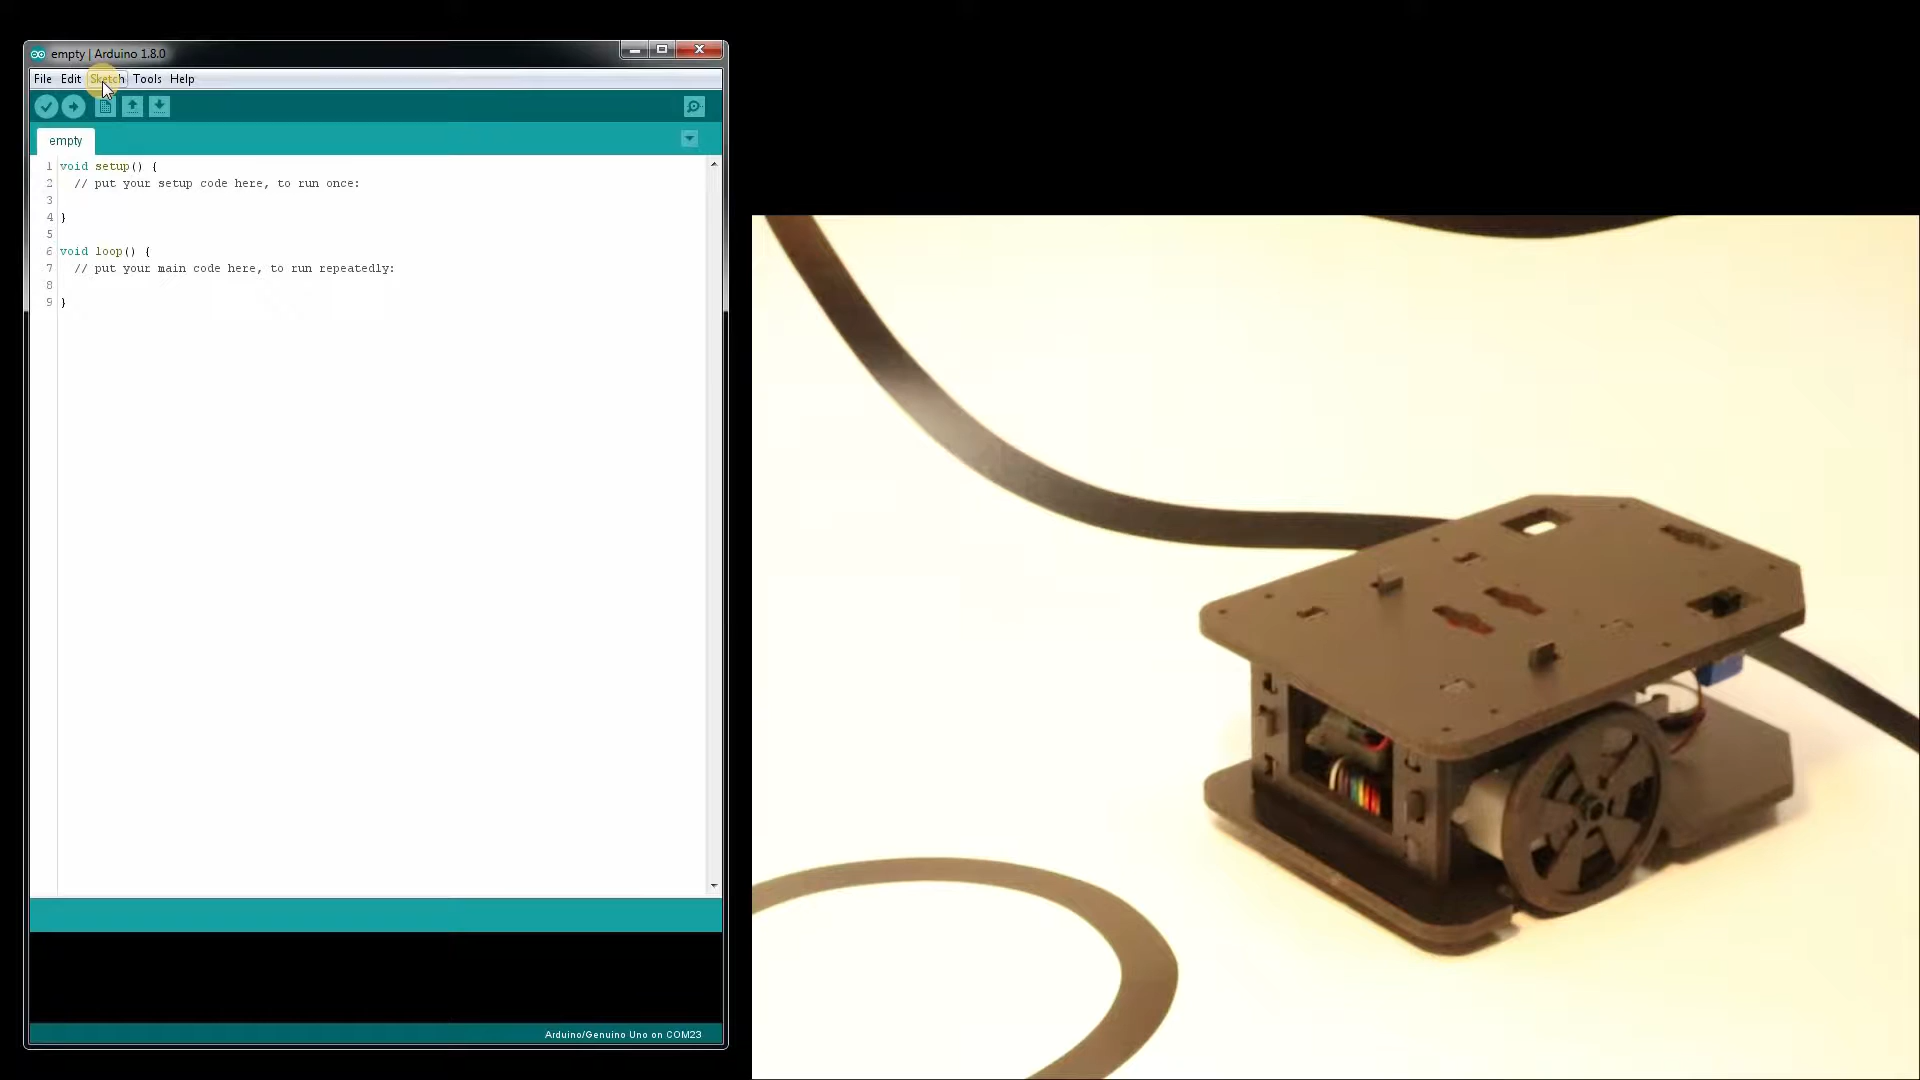 empty | Arduino 1.8.0
File Edit Sketch Tools Help
empty
1 void setup() {
2 // put your setup code here, to run once:
3
4 }
5
6 void loop() {
7 // put your main code here, to run repeatedly:
8
9 }
Arduino/Genuino Uno on COM23